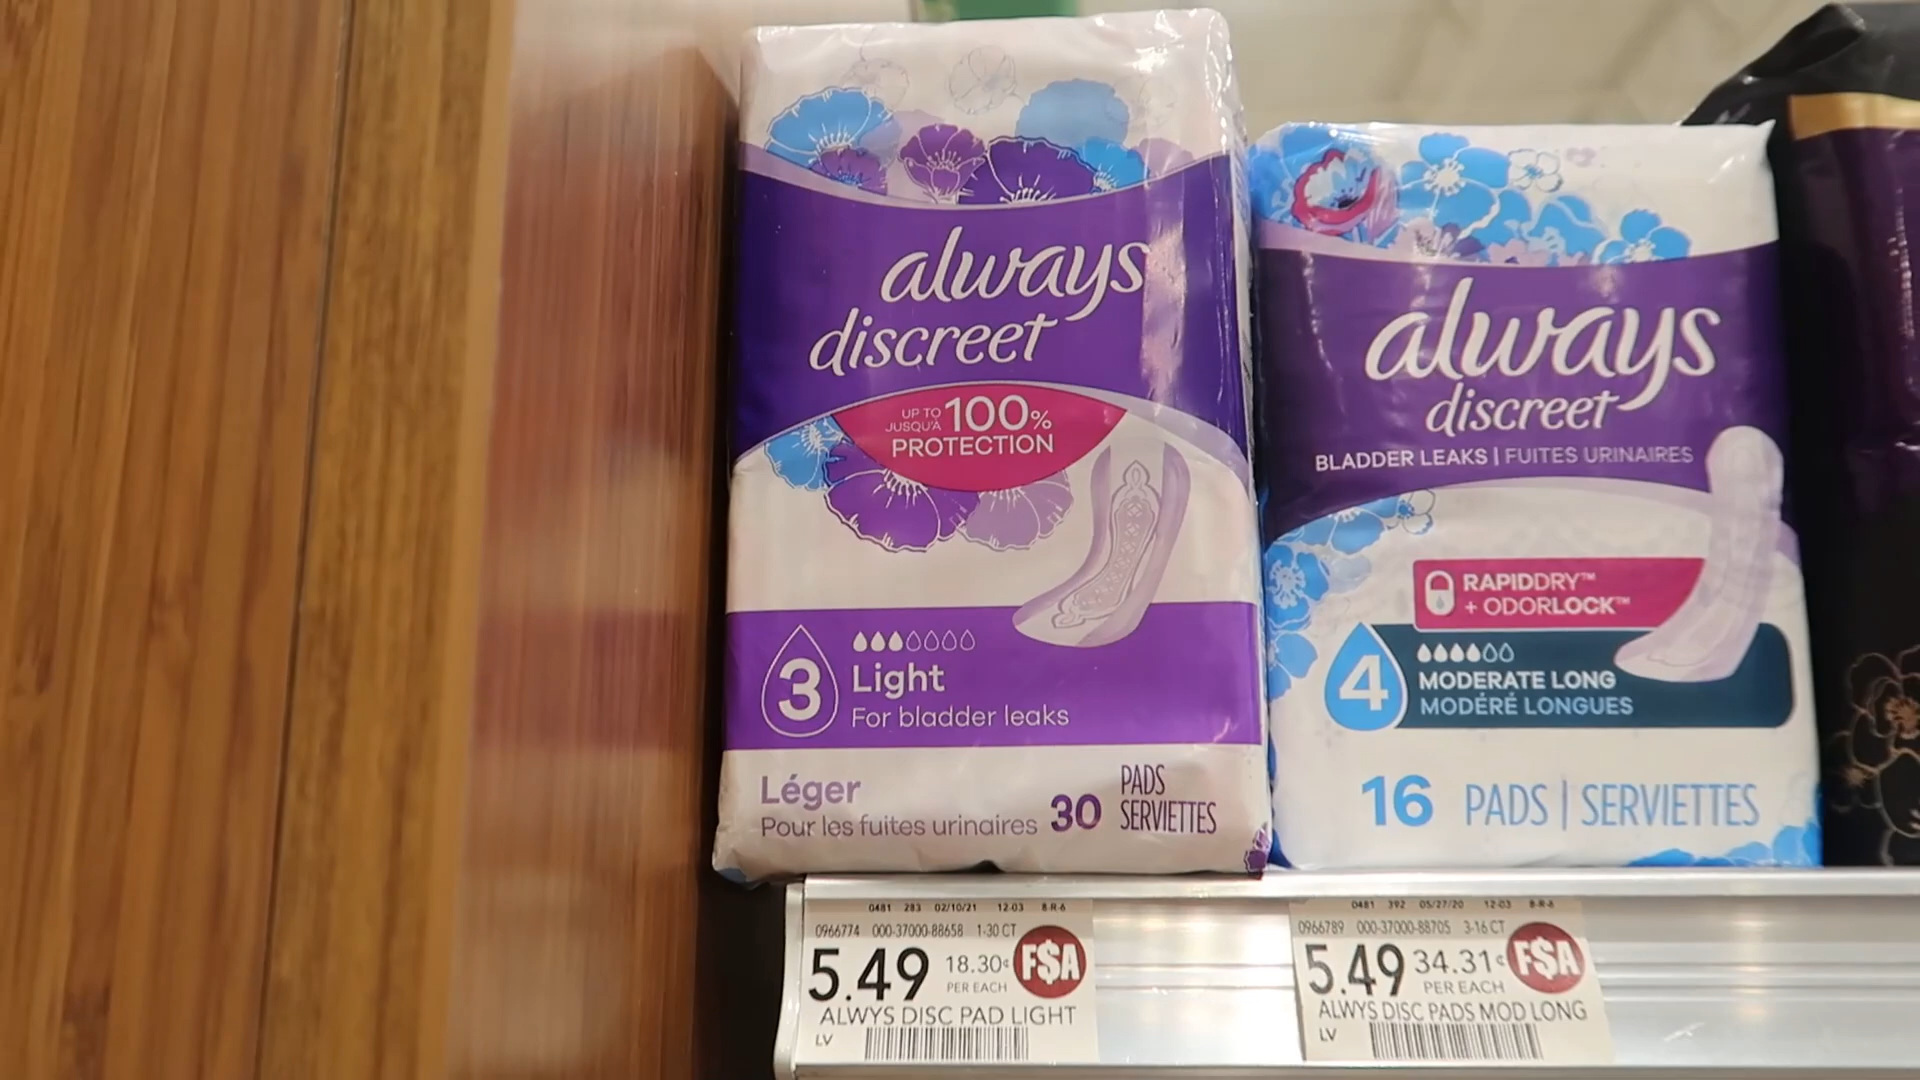 always
discreet
UP TO
JUSQU'À
100%
PROTECTION
3
Light
For bladder leaks
Léger
Pour les fuites urinaires
30
PADS
SERVIETTES
always
discreet
BLADDER LEAKS | FUITES URINAIRES
RAPIDDRY™
+ ODORLOCK™
4
MODERATE LONG
MODÉRÉ LONGUES
16 PADS | SERVIETTES
0481 283 02/10/21 12-03 8-R-6
0966774 000-37000-88658 1-30 CT
5.49 18.30¢
PER EACH
F$A
ALWYS DISC PAD LIGHT
LV
0481 392 05/27/20 12-03 8-R-6
0966789 000-37000-88705 3-16 CT
5.49 34.31¢
PER EACH
F$A
ALWYS DISC PADS MOD LONG
LV